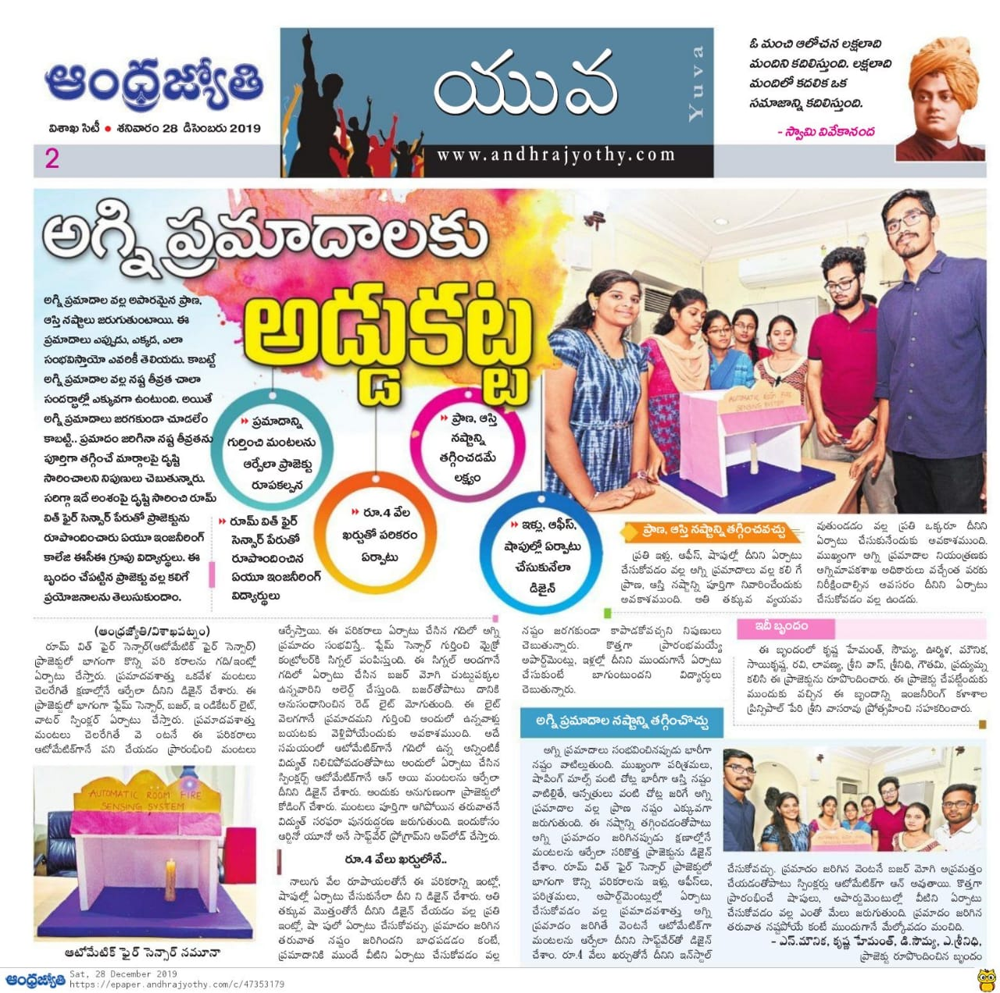 ఆంధ్రజ్యోతి
విశాఖ సిటీ • శనివారం 28 డిసెంబరు 2019
2
యువ
Yuva
www.andhrajyothy.com
ఓ మంచి ఆలోచన లక్షలాది
మందిని కదిలిస్తుంది. లక్షలాది
మందిలో కదలిక ఒక
సమాజాన్ని కదిలిస్తుంది.
- స్వామి వివేకానంద
అగ్ని ప్రమాదాలకు
అడ్డుకట్ట
అగ్ని ప్రమాదాల వల్ల అపారమైన ప్రాణ,
ఆస్తి నష్టాలు జరుగుతుంటాయి. ఈ
ప్రమాదాలు ఎప్పుడు, ఎక్కడ, ఎలా
సంభవిస్తాయో ఎవరికీ తెలియదు. కాబట్టే
అగ్ని ప్రమాదాల వల్ల నష్ట తీవ్రత చాలా
సందర్భాల్లో ఎక్కువగా ఉంటుంది. అయితే
అగ్ని ప్రమాదాలు జరగకుండా చూడలేం
కాబట్టి.. ప్రమాదం జరిగినా నష్ట తీవ్రతను
పూర్తిగా తగ్గించే మార్గాలపై దృష్టి
సారించాలని నిపుణులు చెబుతున్నారు.
సరిగ్గా ఇదే అంశంపై దృష్టి సారించి రూమ్
విత్ ఫైర్ సెన్సార్ పేరుతో ప్రాజెక్టును
రూపొందించారు ఏయూ ఇంజనీరింగ్
కాలేజి ఈసీఈ గ్రూపు విద్యార్థులు. ఈ
బృందం చేపట్టిన ప్రాజెక్టు వల్ల కలిగే
ప్రయోజనాలను తెలుసుకుందాం.
» ప్రమాదాన్ని
గుర్తించి మంటలను
ఆర్పేలా ప్రాజెక్టు
రూపకల్పన
» రూమ్ విత్ ఫైర్
సెన్సార్ పేరుతో
రూపొందించిన
ఏయూ ఇంజనీరింగ్
విద్యార్థులు
» రూ.4 వేల
ఖర్చుతో పరికరం
ఏర్పాటు
» ప్రాణ, ఆస్తి
నష్టాన్ని
తగ్గించడమే
లక్ష్యం
» ఇళ్లు, ఆఫీస్,
షాపుల్లో ఏర్పాటు
చేసుకునేలా
డిజైన్
AUTOMATIC ROOM FIRE
SENSING SYSTEM
(ఆంధ్రజ్యోతి/విశాఖపట్నం)
రూమ్ విత్ ఫైర్ సెన్సార్(ఆటోమేటిక్ ఫైర్ సెన్సార్)
ప్రాజెక్టులో భాగంగా కొన్ని పరి కరాలను గది/ఇంట్లో
ఏర్పాటు చేస్తారు. ప్రమాదవశాత్తు ఒకవేళ మంటలు
చెలరేగితే క్షణాల్లోనే ఆర్పేలా దీనిని డిజైన్ చేశారు. ఈ
ప్రాజెక్టులో భాగంగా ఫ్లేమ్ సెన్సార్, బజర్, ఇ ండికేటర్ లైట్,
వాటర్ స్పింక్లర్ ఏర్పాటు చేస్తారు. ప్రమాదవశాత్తు
మంటలు చెలరేగితే వె ంటనే ఈ పరికరాలు
ఆటోమేటిక్‌గానే పని చేయడం ప్రారంభించి మంటలు
AUTOMATIC ROOM FIRE
SENSING SYSTEM
ఆటోమేటిక్ ఫైర్ సెన్సార్ నమూనా
ఆర్పేస్తాయి. ఈ పరికరాలు ఏర్పాటు చేసిన గదిలో అగ్ని
ప్రమాదం సంభవిస్తే.. ఫ్లేమ్ సెన్సార్ గుర్తించి మైక్రో
కంట్రోలర్‌కి సిగ్నల్ పంపిస్తుంది. ఈ సిగ్నల్ అందగానే
గదిలో ఏర్పాటు చేసిన బజర్ మోగి చుట్టుపక్కల
ఉన్నవారిని అలెర్ట్ చేస్తుంది. బజర్‌తోపాటు దానికి
అనుసంధానించిన రెడ్ లైట్ మోగుతుంది. ఈ లైట్
వెలగగానే ప్రమాదమని గుర్తించి అందులో ఉన్నవాళ్లు
బయటకు వెళ్లిపోయేందుకు అవకాశముంది. అదే
సమయంలో ఆటోమేటిక్‌గానే గదిలో ఉన్న అన్నింటికీ
విద్యుత్ నిలిచిపోవడంతోపాటు అందులో ఏర్పాటు చేసిన
స్పింకర్ల్స్ ఆటోమేటిక్‌గానే ఆన్ అయి మంటలను ఆర్పేలా
దీనిని డిజైన్ చేశారు. అందుకు అనుగుణంగా ప్రాజెక్టులో
కోడింగ్ చేశారు. మంటలు పూర్తిగా ఆగిపోయిన తరువాతనే
విద్యుత్ సరఫరా పునరుద్ధరణ జరుగుతుంది. ఇందుకోసం
ఆర్డినో యూనో అనే సాఫ్ట్‌వేర్ ప్రోగ్రామ్‌ని అప్‌లోడ్ చేస్తారు.
రూ.4 వేలు ఖర్చులోనే..
నాలుగు వేల రూపాయలతోనే ఈ పరికరాన్ని ఇంట్లో,
షాపుల్లో ఏర్పాటు చేసుకునేలా దీని ని డిజైన్ చేశారు. అతి
తక్కువ మొత్తంతోనే దీనిని డిజైన్ చేయడం వల్ల ప్రతి
ఇంట్లో, షా పులో ఏర్పాటు చేసుకోవచ్చు. ప్రమాదం జరిగిన
తరువాత నష్టం జరిగిందని బాధపడడం కంటే,
ప్రమాదానికి ముందే వీటిని ఏర్పాటు చేసుకోవడం వల్ల
నష్టం జరగకుండా కాపాడకోవచ్చని నిపుణులు
చెబుతున్నారు. కొత్తగా ప్రారంభమయ్యే
అపార్ట్‌మెంట్లు, ఇళ్లల్లో దీనిని ముందుగానే ఏర్పాటు
చేసుకుంటే బాగుంటుందని విద్యార్థులు
చెబుతున్నారు.
ప్రాణ, ఆస్తి నష్టాన్ని తగ్గించవచ్చు
ప్రతి ఇళ్లు, ఆఫీస్, షాపుల్లో దీనిని ఏర్పాటు
చేసుకోవడం వల్ల అగ్ని ప్రమాదాలు వల్ల కలి గే
ప్రాణ, ఆస్తి నష్టాన్ని పూర్తిగా నివారించేందుకు
అవకాశముంది. అతి తక్కువ వ్యయమ
వుతుండడం వల్ల ప్రతి ఒక్కరూ దీనిని
ఏర్పాటు చేసుకునేందుకు అవకాశముంది.
ముఖ్యంగా అగ్ని ప్రమాదాల నియంత్రణకు
అగ్నిమాపకశాఖ అధికారులు వచ్చేంత వరకు
నిరీక్షించాల్సిన అవసరం దీనిని ఏర్పాటు
చేసుకోవడం వల్ల ఉండదు.
ఇదీ బృందం
ఈ బృందంలో కృష్ణ హేమంత్, సౌమ్య, ఊర్మిళ, మౌనిక,
సాయికృష్ణ, రవి, లావణ్య, శ్రీని వాస్, శ్రీనిధి, గౌతమి, ప్రద్యుమ్న
కలిసి ఈ ప్రాజెక్టును రూపొందించారు. ఈ ప్రాజెక్టు చేపట్టేందుకు
ముందుకు వచ్చిన ఈ బృందాన్ని ఇంజనీరింగ్ కళాశాల
ప్రిన్సిపాల్ పేరి శ్రీని వాసరావు ప్రోత్సహించి సహకరించారు.
అగ్ని ప్రమాదాల నష్టాన్ని తగ్గించొచ్చు
అగ్ని ప్రమాదాలు సంభవించినప్పుడు భారీగా
నష్టం వాటిల్లుతుంది. ముఖ్యంగా పరిశ్రమలు,
షాపింగ్ మాల్స్ వంటి చోట్ల భారీగా ఆస్తి నష్టం
వాటిల్లితే, ఆస్పత్రులు వంటి చోట్ల జరిగే అగ్ని
ప్రమాదాల వల్ల ప్రాణ నష్టం ఎక్కువగా
జరుగుతుంది. ఈ నష్టాన్ని తగ్గించడంతోపాటు
అగ్ని ప్రమాదం జరిగినప్పుడు క్షణాల్లోనే
మంటలను ఆర్పేలా సరికొత్త ప్రాజెక్టును డిజైన్
చేశాం. రూమ్ విత్ ఫైర్ సెన్సార్ ప్రాజెక్టులో
భాగంగా కొన్ని పరికరాలను ఇళ్లు, ఆఫీస్‌లు,
పరిశ్రమలు, అపార్ట్‌మెంట్లుల్లో ఏర్పాటు
చేసుకోవడం వల్ల ప్రమాదవశాత్తు అగ్ని
ప్రమాదం జరిగితే వెంటనే ఆటోమేటిక్‌గా
మంటలను ఆర్పేలా దీనిని సాఫ్ట్‌వేర్‌తో డిజైన్
చేశాం. రూ.4 వేలు ఖర్చుతోనే దీనిని ఇన్‌స్టాల్
చేసుకోవచ్చు. ప్రమాదం జరిగిన వెంటనే బజర్ మోగి అప్రమత్తం
చేయడంతోపాటు స్పింక్లర్లు ఆటోమేటిక్‌గా ఆన్ అవుతాయి. కొత్తగా
ప్రారంభించే షాపులు, అపార్టుమెంటుల్లో వీటిని ఏర్పాటు
చేసుకోవడం వల్ల ఎంతో మేలు జరుగుతుంది. ప్రమాదం జరిగిన
తరువాత నష్టపోయే కంటే ముందుగానే మేల్కోవడం మంచిది.
- ఎస్.మౌనిక, కృష్ణ హేమంత్, డి.సౌమ్య, ఎ.శ్రీనిధి,
ప్రాజెక్టు రూపొందించిన బృందం
ఆంధ్రజ్యోతి
Sat, 28 December 2019
https://epaper.andhrajyothy.com/c/47353179